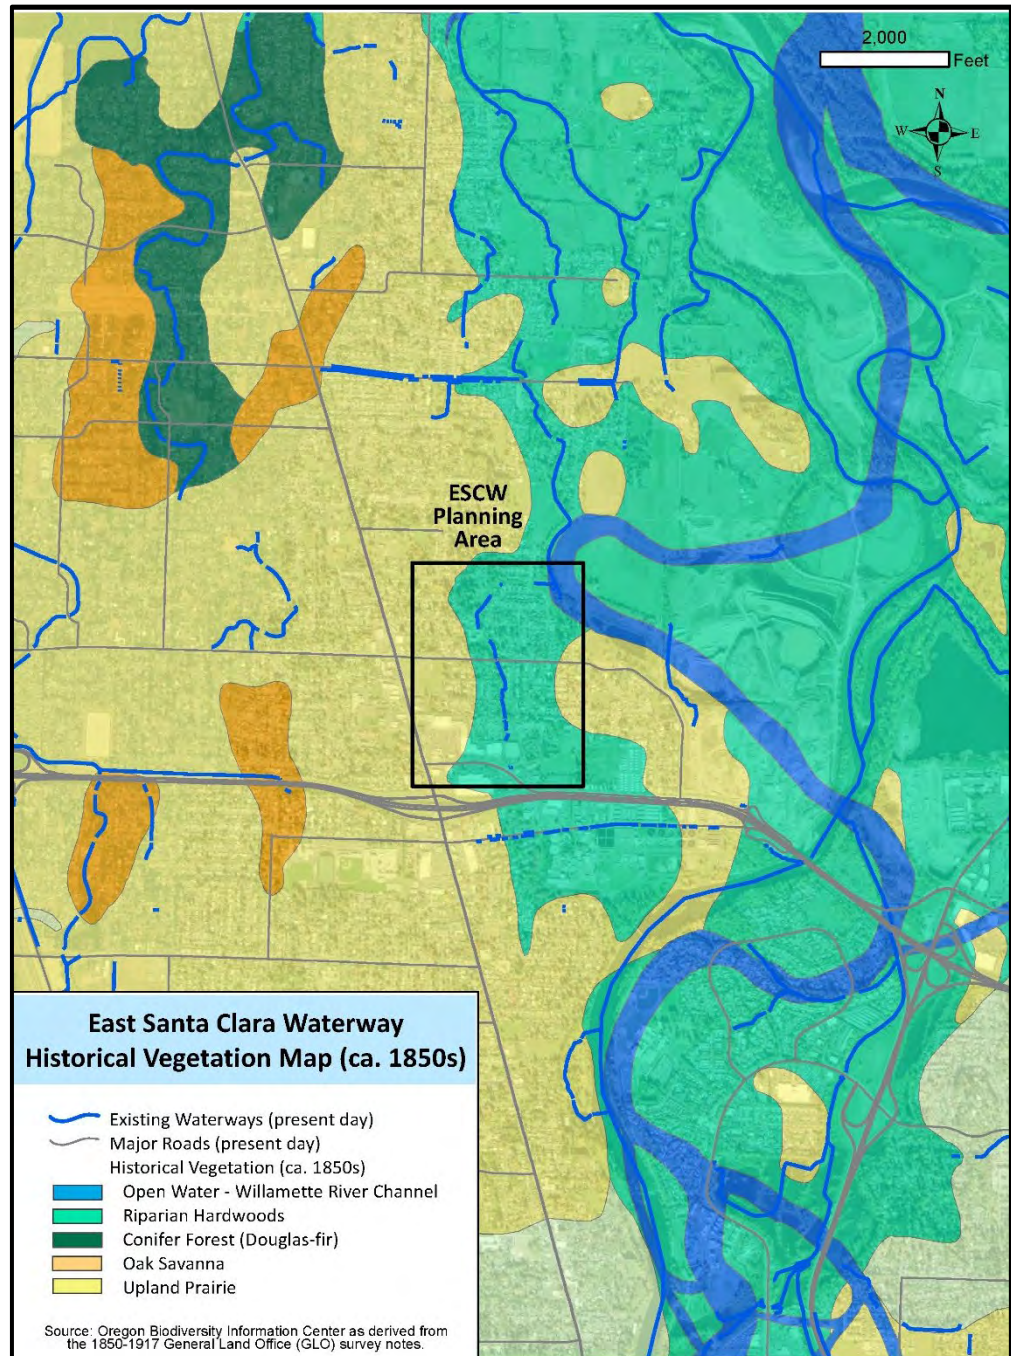 2,000
Feet
N
W
E
S
ESCW
Planning
Area
East Santa Clara Waterway
Historical Vegetation Map (ca. 1850s)
Existing Waterways (present day)
Major Roads (present day)
Historical Vegetation (ca. 1850s)
Open Water - Willamette River Channel
Riparian Hardwoods
Conifer Forest (Douglas-fir)
Oak Savanna
Upland Prairie
Source: Oregon Biodiversity Information Center as derived from
the 1850-1917 General Land Office (GLO) survey notes.